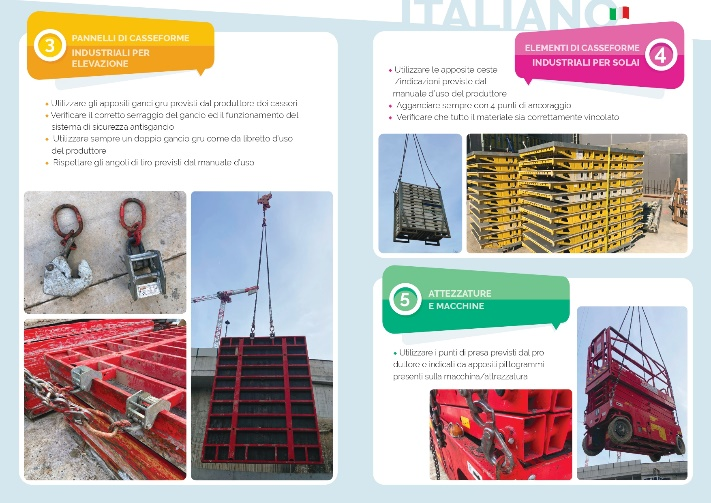 ITALIANO
3
PANNELLI DI CASSEFORME
INDUSTRIALI PER
ELEVAZIONE
• Utilizzare gli appositi ganci gru previsti dal produttore dei casseri
• Verificare il corretto serraggio del gancio ed il funzionamento del
sistema di sicurezza antisgancio
• Utilizzare sempre un doppio gancio gru come da libretto d'uso
del produttore
• Rispettare gli angoli di tiro previsti dal manuale d'uso
4
ELEMENTI DI CASSEFORME
INDUSTRIALI PER SOLAI
• Utilizzare le apposite ceste
/indicazioni previste dal
manuale d'uso del produttore
• Agganciare sempre con 4 punti di ancoraggio
• Verificare che tutto il materiale sia correttamente vincolato
5
ATTEZZATURE
E MACCHINE
• Utilizzare i punti di presa previsti dal pro
duttore e indicati da appositi pittogrammi
presenti sulla macchina/attrezzatura